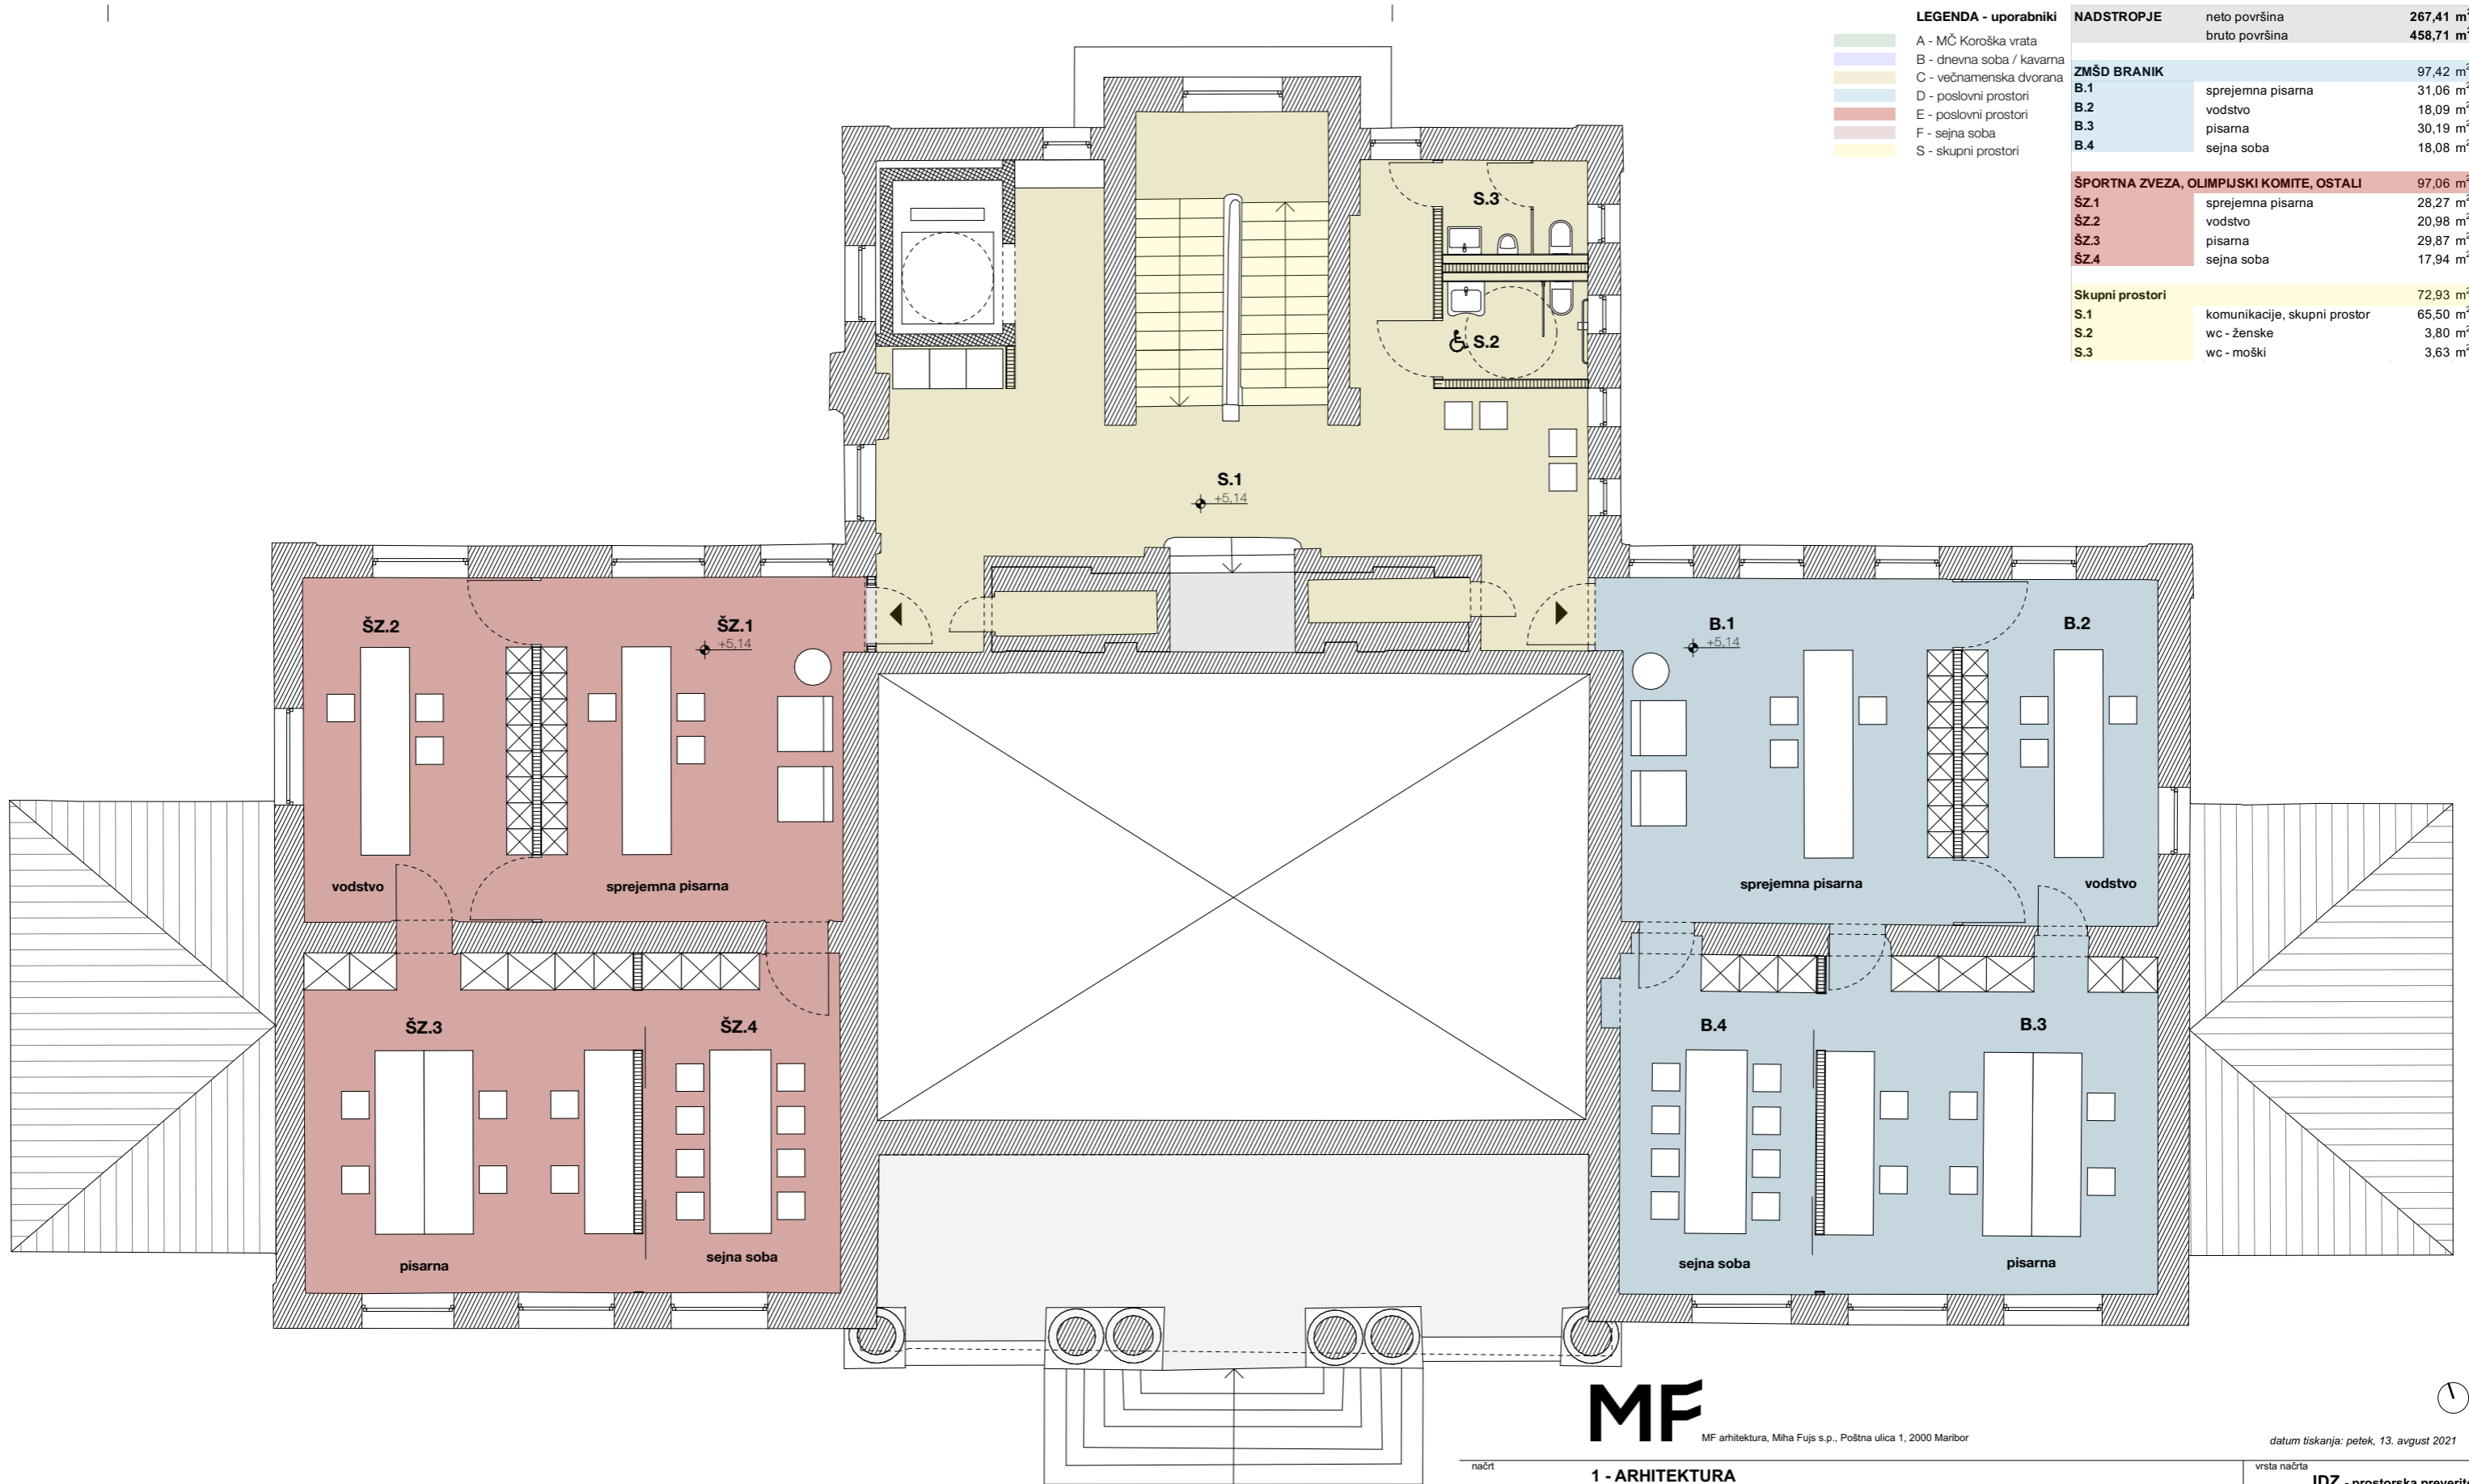 LEGENDA - uporabniki
A - MČ Koroška vrata
B - dnevna soba / kavarna
C - večnamenska dvorana
D - poslovni prostori
E - poslovni prostori
F - sejna soba
S - skupni prostori
NADSTROPJE neto površina 267,41 m²
bruto površina 458,71 m²
ZMŠD BRANIK 97,42 m²
B.1 sprejemna pisarna 31,06 m²
B.2 vodstvo 18,09 m²
B.3 pisarna 30,19 m²
B.4 sejna soba 18,08 m²
ŠPORTNA ZVEZA, OLIMPIJSKI KOMITE, OSTALI 97,06 m²
ŠZ.1 sprejemna pisarna 28,27 m²
ŠZ.2 vodstvo 20,98 m²
ŠZ.3 pisarna 29,87 m²
ŠZ.4 sejna soba 17,94 m²
Skupni prostori 72,93 m²
S.1 komunikacije, skupni prostor 65,50 m²
S.2 wc - ženske 3,80 m²
S.3 wc - moški 3,63 m²
S.3
S.2
S.1
+5,14
ŠZ.2
ŠZ.1
+5,14
B.1
+5,14
B.2
vodstvo
sprejemna pisarna
sprejemna pisarna
vodstvo
ŠZ.3
ŠZ.4
B.4
B.3
pisarna
sejna soba
sejna soba
pisarna
MF
MF arhitektura, Miha Fujs s.p., Poštna ulica 1, 2000 Maribor
datum tiskanja: petek, 13. avgust 2021
načrt
1 - ARHITEKTURA
vrsta načrta
IDZ - prostorska